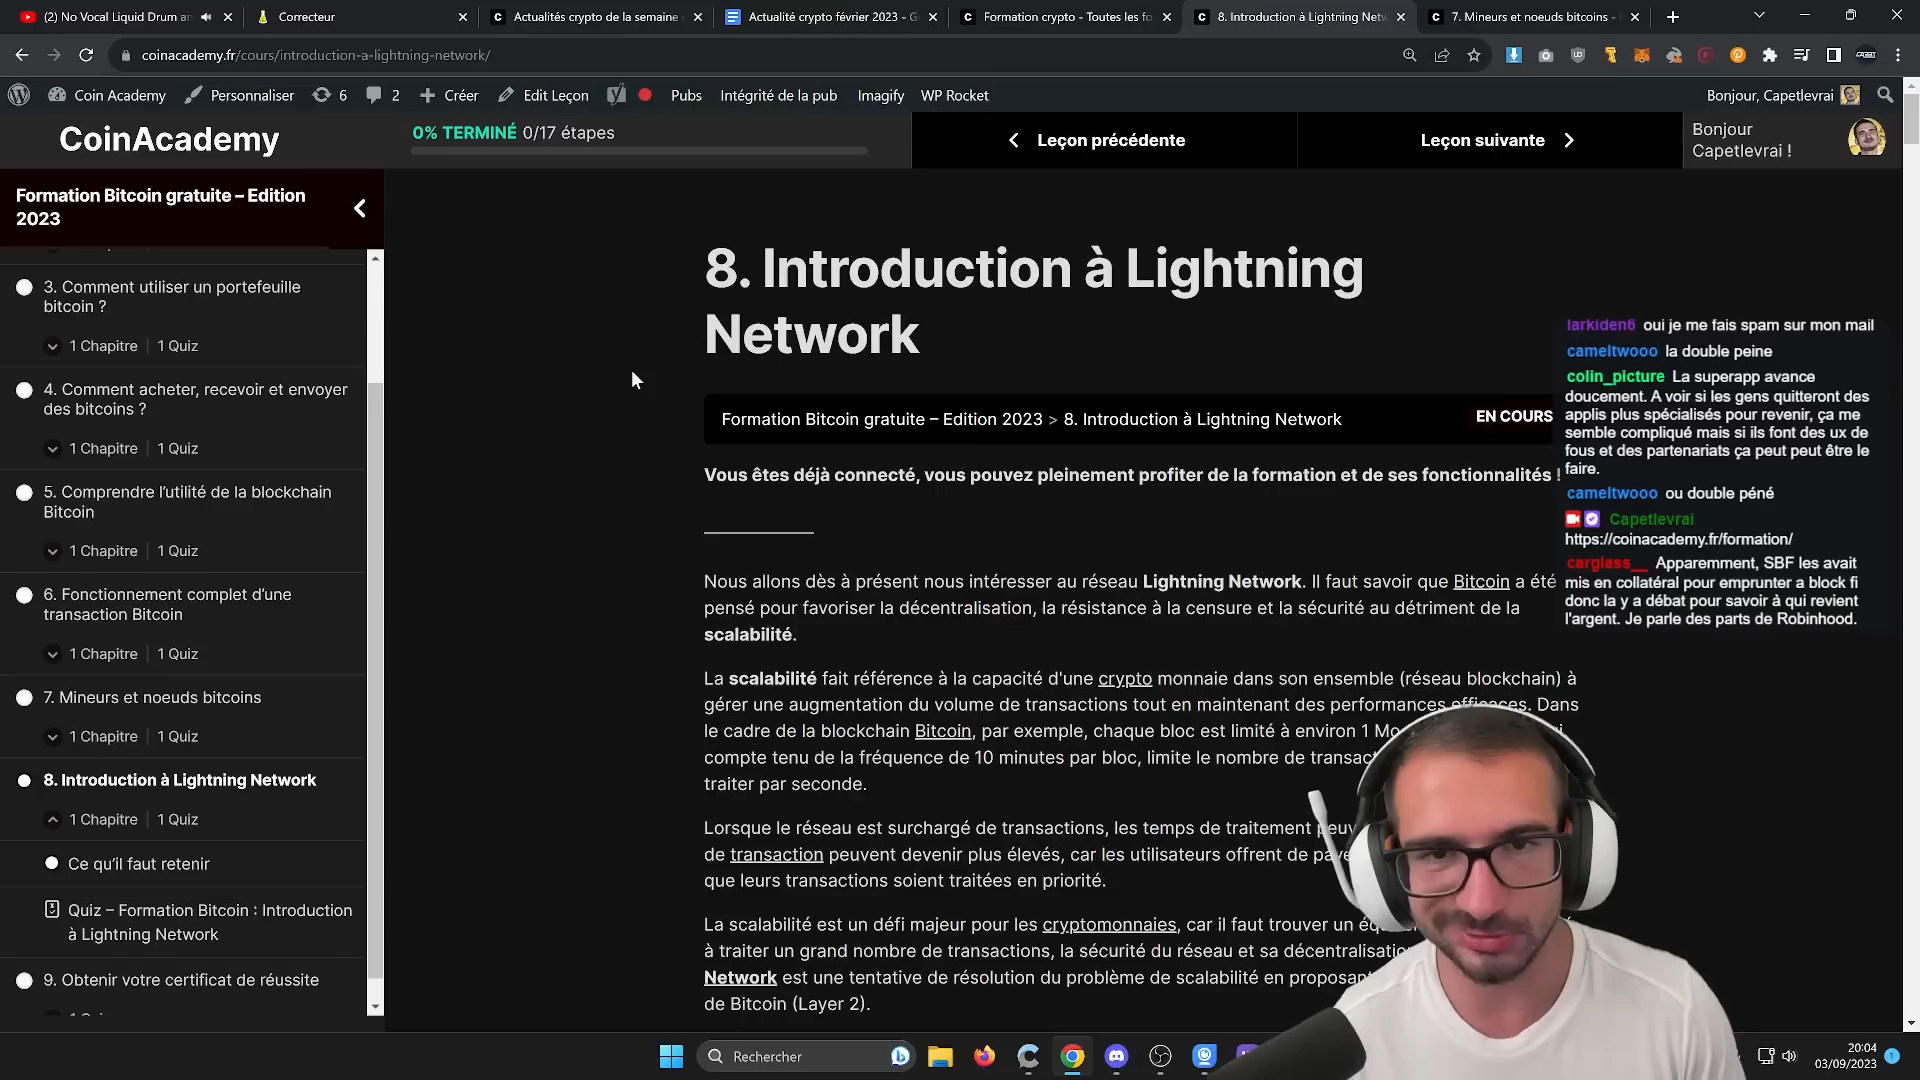 (2) No Vocal Liquid Drum an
Correcteur
Actualités crypto de la semaine
Actualité crypto février 2023 - G
Formation crypto - Toutes les fo
8. Introduction à Lightning Netw
7. Mineurs et noeuds bitcoins -
coinacademy.fr/cours/introduction-a-lightning-network/
Coin Academy
Personnaliser
6
2
Créer
Edit Leçon
Pubs
Intégrité de la pub
Imagify
WP Rocket
Bonjour, Capetlevrai
CoinAcademy
0% TERMINÉ 0/17 étapes
Leçon précédente
Leçon suivante
Bonjour
Capetlevrai !
Formation Bitcoin gratuite – Edition
2023
3. Comment utiliser un portefeuille
bitcoin ?
1 Chapitre | 1 Quiz
4. Comment acheter, recevoir et envoyer
des bitcoins ?
1 Chapitre | 1 Quiz
5. Comprendre l’utilité de la blockchain
Bitcoin
1 Chapitre | 1 Quiz
6. Fonctionnement complet d’une
transaction Bitcoin
1 Chapitre | 1 Quiz
7. Mineurs et noeuds bitcoins
1 Chapitre | 1 Quiz
8. Introduction à Lightning Network
1 Chapitre | 1 Quiz
Ce qu’il faut retenir
Quiz – Formation Bitcoin : Introduction
à Lightning Network
9. Obtenir votre certificat de réussite
8. Introduction à Lightning
Network
Formation Bitcoin gratuite – Edition 2023 > 8. Introduction à Lightning Network
EN COURS
Vous êtes déjà connecté, vous pouvez pleinement profiter de la formation et de ses fonctionnalités !
Nous allons dès à présent nous intéresser au réseau Lightning Network. Il faut savoir que Bitcoin a été
pensé pour favoriser la décentralisation, la résistance à la censure et la sécurité au détriment de la
scalabilité.
La scalabilité fait référence à la capacité d'une crypto monnaie dans son ensemble (réseau blockchain) à
gérer une augmentation du volume de transactions tout en maintenant des performances efficaces. Dans
le cadre de la blockchain Bitcoin, par exemple, chaque bloc est limité à environ 1 Mo
compte tenu de la fréquence de 10 minutes par bloc, limite le nombre de transac
traiter par seconde.
Lorsque le réseau est surchargé de transactions, les temps de traitement peuv
de transaction peuvent devenir plus élevés, car les utilisateurs offrent de paye
que leurs transactions soient traitées en priorité.
La scalabilité est un défi majeur pour les cryptomonnaies, car il faut trouver un éq
à traiter un grand nombre de transactions, la sécurité du réseau et sa décentralisatio
Network est une tentative de résolution du problème de scalabilité en proposan
de Bitcoin (Layer 2).
larkiden6 oui je me fais spam sur mon mail
cameltwooo la double peine
colin_picture La superapp avance
doucement. A voir si les gens quitteront des
applis plus spécialisés pour revenir, ça me
semble compliqué mais si ils font des ux de
fous et des partenariats ça peut peut être le
faire.
cameltwooo ou double péné
Capetlevrai
https://coinacademy.fr/formation/
carglass__ Apparemment, SBF les avait
mis en collatéral pour emprunter a block fi
donc la y a débat pour savoir à qui revient
l'argent. Je parle des parts de Robinhood.
Rechercher
20:04
03/09/2023
1